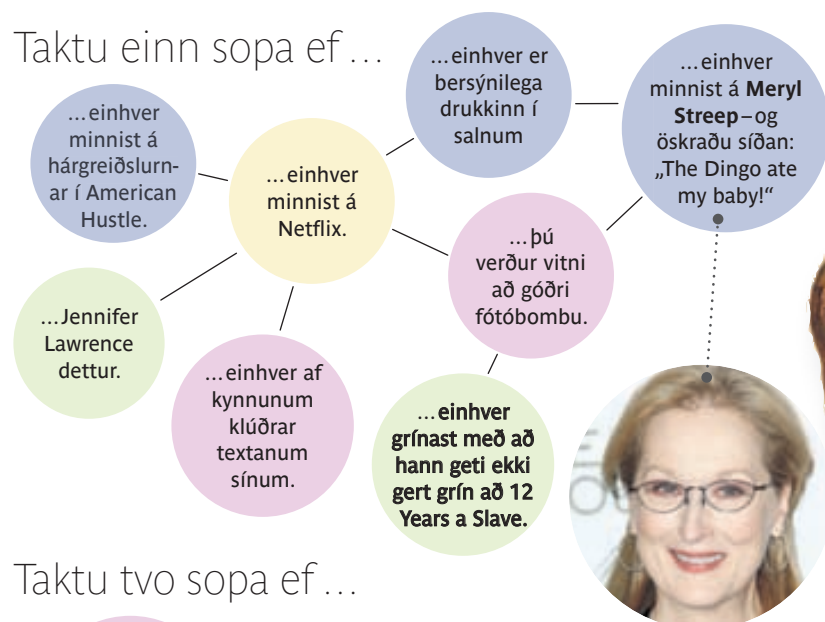 Taktu einn sopa ef…
…einhver
minnist á
hárgreiðslurn-
ar í American
Hustle.
…einhver
minnist á
Netflix.
…einhver er
bersýnilega
drukkinn í
salnum
…einhver
minnist á Meryl
Streep – og
öskraðu síðan:
„The Dingo ate
my baby!“
…þú
verður vitni
að góðri
fótóbombu.
…Jennifer
Lawrence
dettur.
…einhver af
kynnunum
klúðrar
textanum
sínum.
…einhver
grínast með að
hann geti ekki
gert grín að 12
Years a Slave.
Taktu tvo sopa ef…